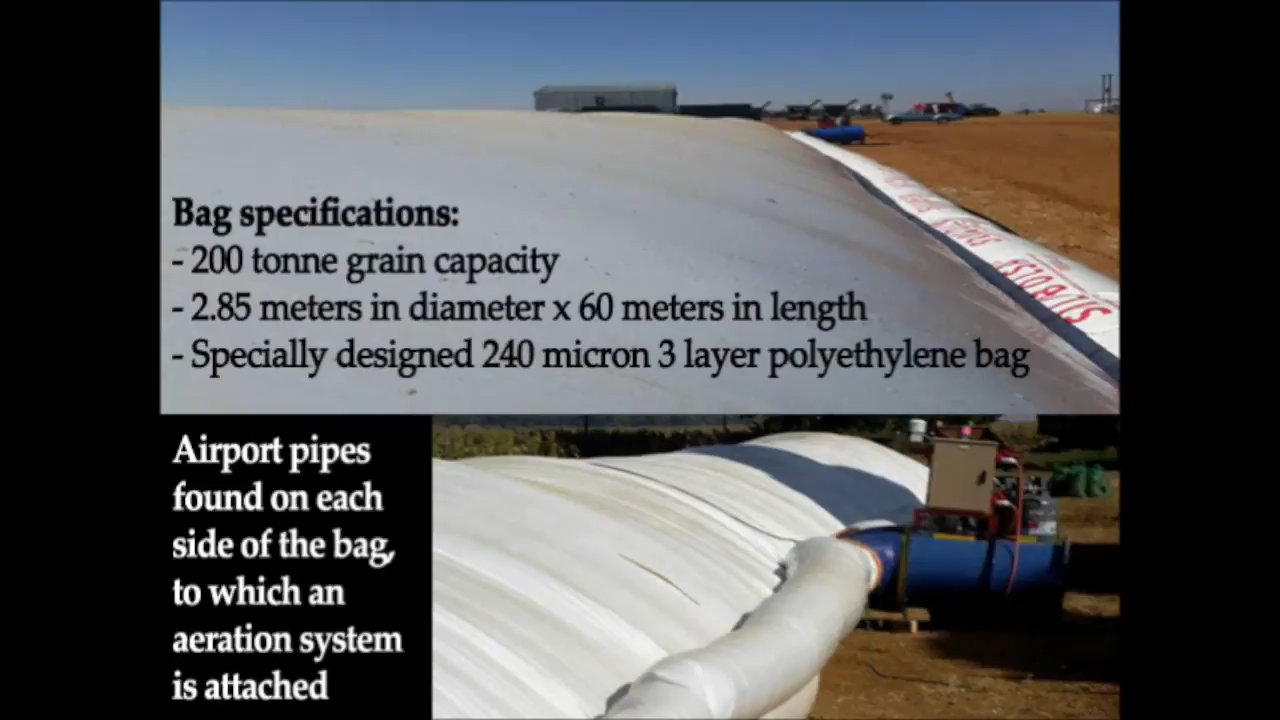 Bag specifications:
- 200 tonne grain capacity
- 2.85 meters in diameter x 60 meters in length
- Specially designed 240 micron 3 layer polyethylene bag
Airport pipes
found on each
side of the bag,
to which an
aeration system
is attached